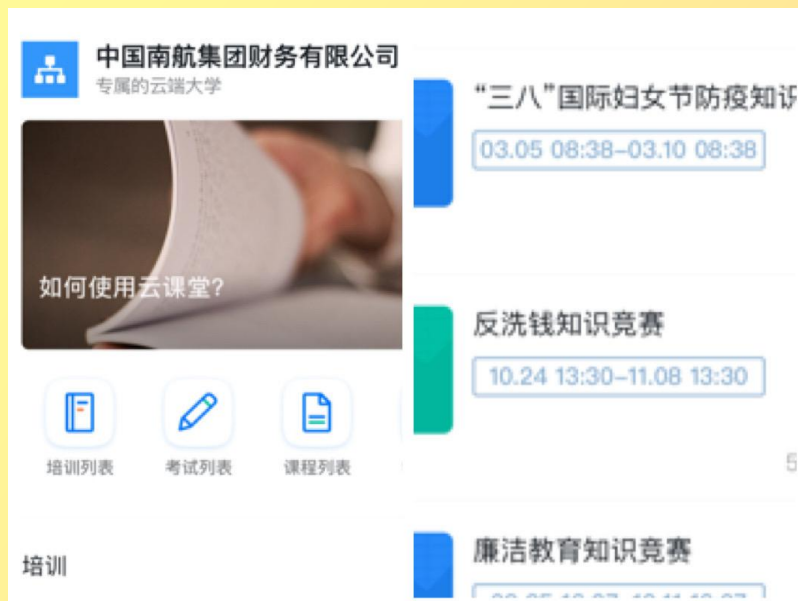 中国南航集团财务有限公司
专属的云端大学
如何使用云课堂?
培训列表
考试列表
课程列表
培训
“三八”国际妇女节防疫知识
03.05 08:38-03.10 08:38
反洗钱知识竞赛
10.24 13:30-11.08 13:30
5
廉洁教育知识竞赛